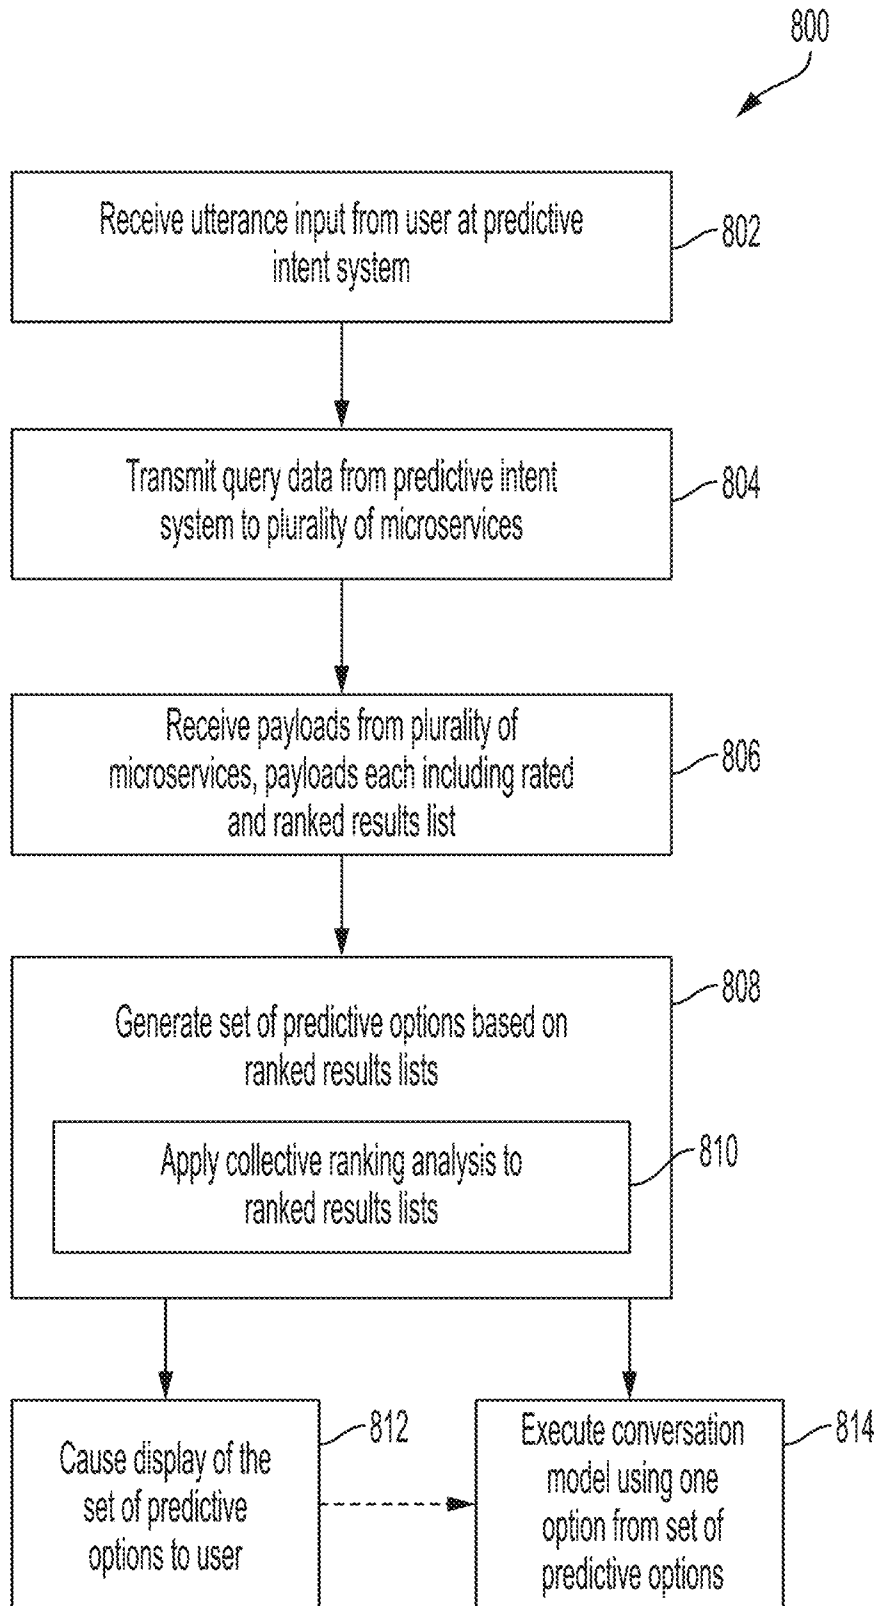 800
Receive utterance input from user at predictive
intent system
802
Transmit query data from predictive intent
system to plurality of microservices
804
Receive payloads from plurality of
microservices, payloads each including rated
and ranked results list
806
Generate set of predictive options based on
ranked results lists
808
Apply collective ranking analysis to
ranked results lists
810
Cause display of the
set of predictive
options to user
812
Execute conversation
model using one
option from set of
predictive options
814